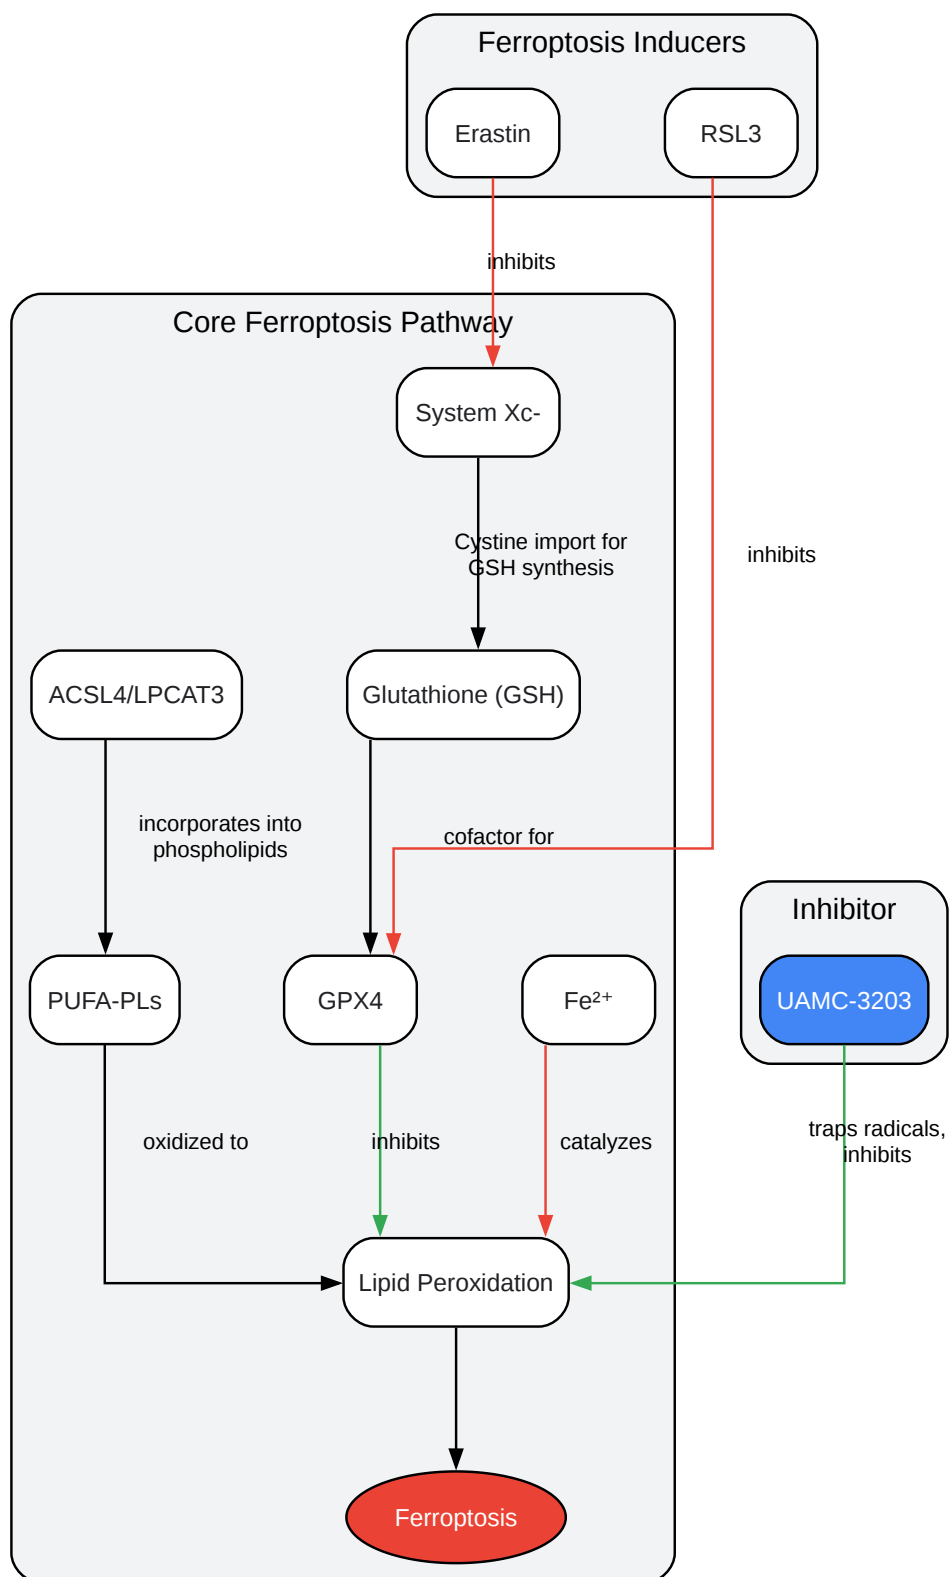 Ferroptosis Inducers
Erastin
RSL3
inhibits
Core Ferroptosis Pathway
System Xc-
Cystine import for
GSH synthesis
inhibits
ACSL4/LPCAT3
Glutathione (GSH)
incorporates into
phospholipids
cofactor for
Inhibitor
PUFA-PLs
GPX4
Fe²⁺
UAMC-3203
oxidized to
inhibits
catalyzes
traps radicals,
inhibits
Lipid Peroxidation
Ferroptosis